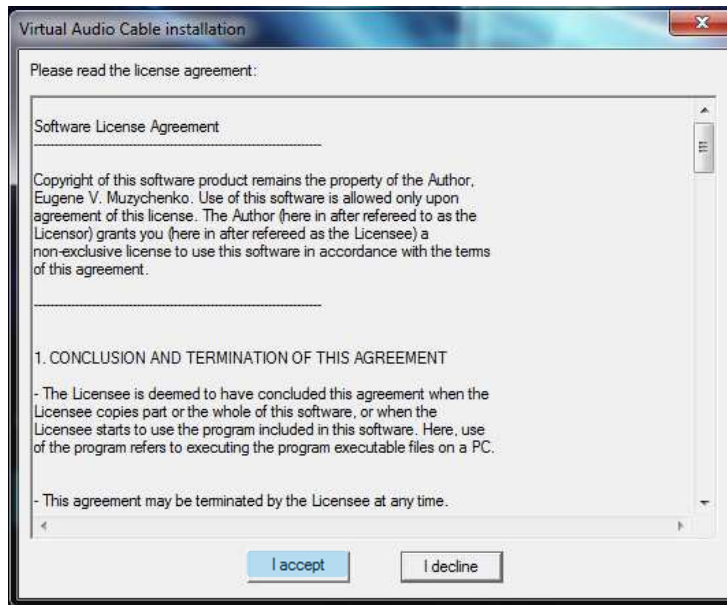 Virtual Audio Cable installation
Please read the license agreement:
Software License Agreement
Copyright of this software product remains the property of the Author,
Eugene V. Muzychenko. Use of this software is allowed only upon
agreement of this license. The Author (here in after refereed to as the
Licensor) grants you (here in after refereed as the Licensee) a
non-exclusive license to use this software in accordance with the terms
of this agreement.
1. CONCLUSION AND TERMINATION OF THIS AGREEMENT
- The Licensee is deemed to have concluded this agreement when the
Licensee copies part or the whole of this software, or when the
Licensee starts to use the program included in this software. Here, use
of the program refers to executing the program executable files on a PC.
- This agreement may be terminated by the Licensee at any time.
I accept
I decline